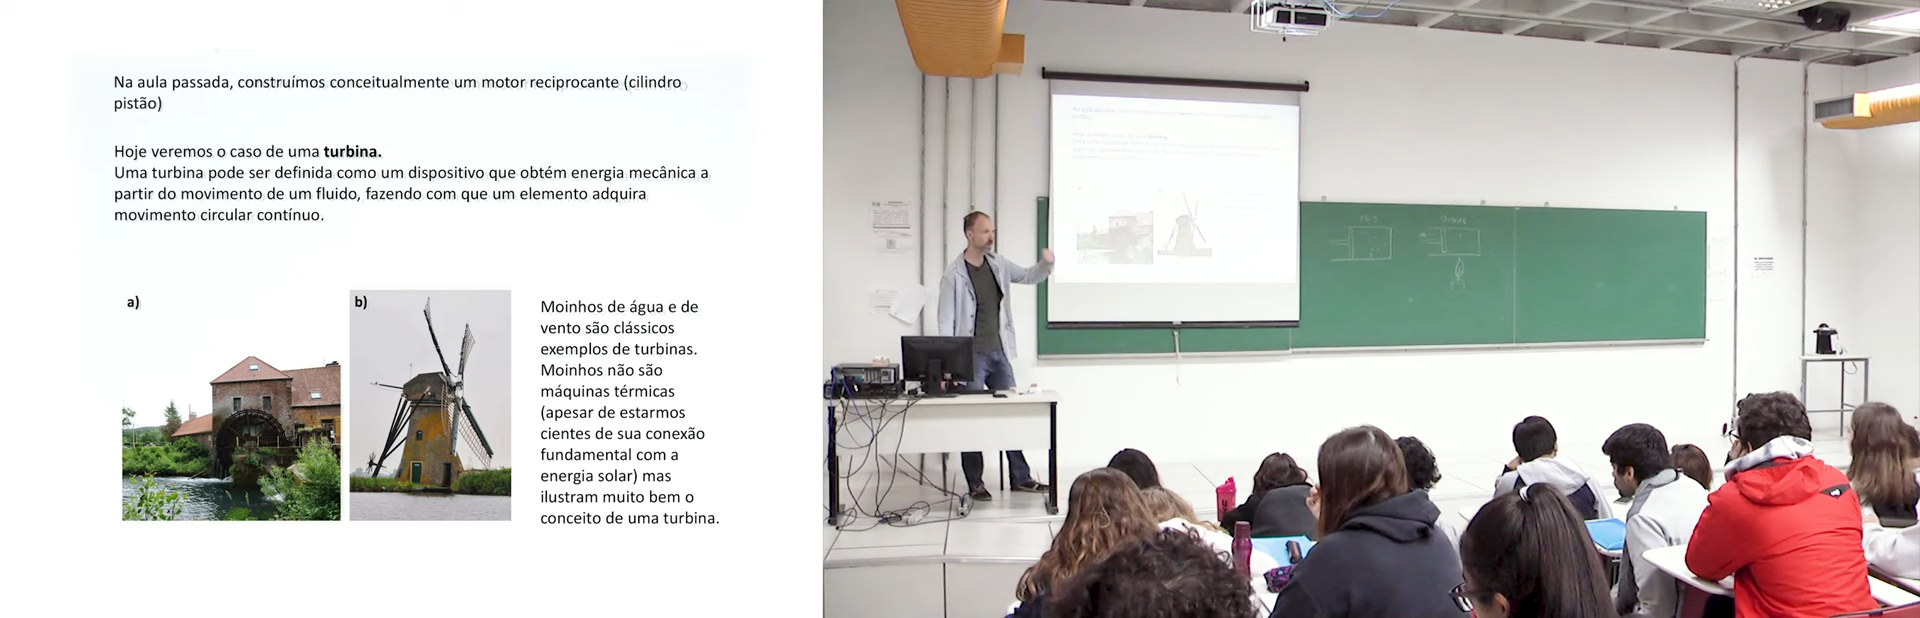 Na aula passada, construímos conceitualmente um motor reciprocante (cilindro
pistão)
Hoje veremos o caso de uma turbina.
Uma turbina pode ser definida como um dispositivo que obtém energia mecânica a
partir do movimento de um fluido, fazendo com que um elemento adquira
movimento circular contínuo.
a)
b)
Moinhos de água e de
vento são clássicos
exemplos de turbinas.
Moinhos não são
máquinas térmicas
(apesar de estarmos
cientes de sua conexão
fundamental com a
energia solar) mas
ilustram muito bem o
conceito de uma turbina.